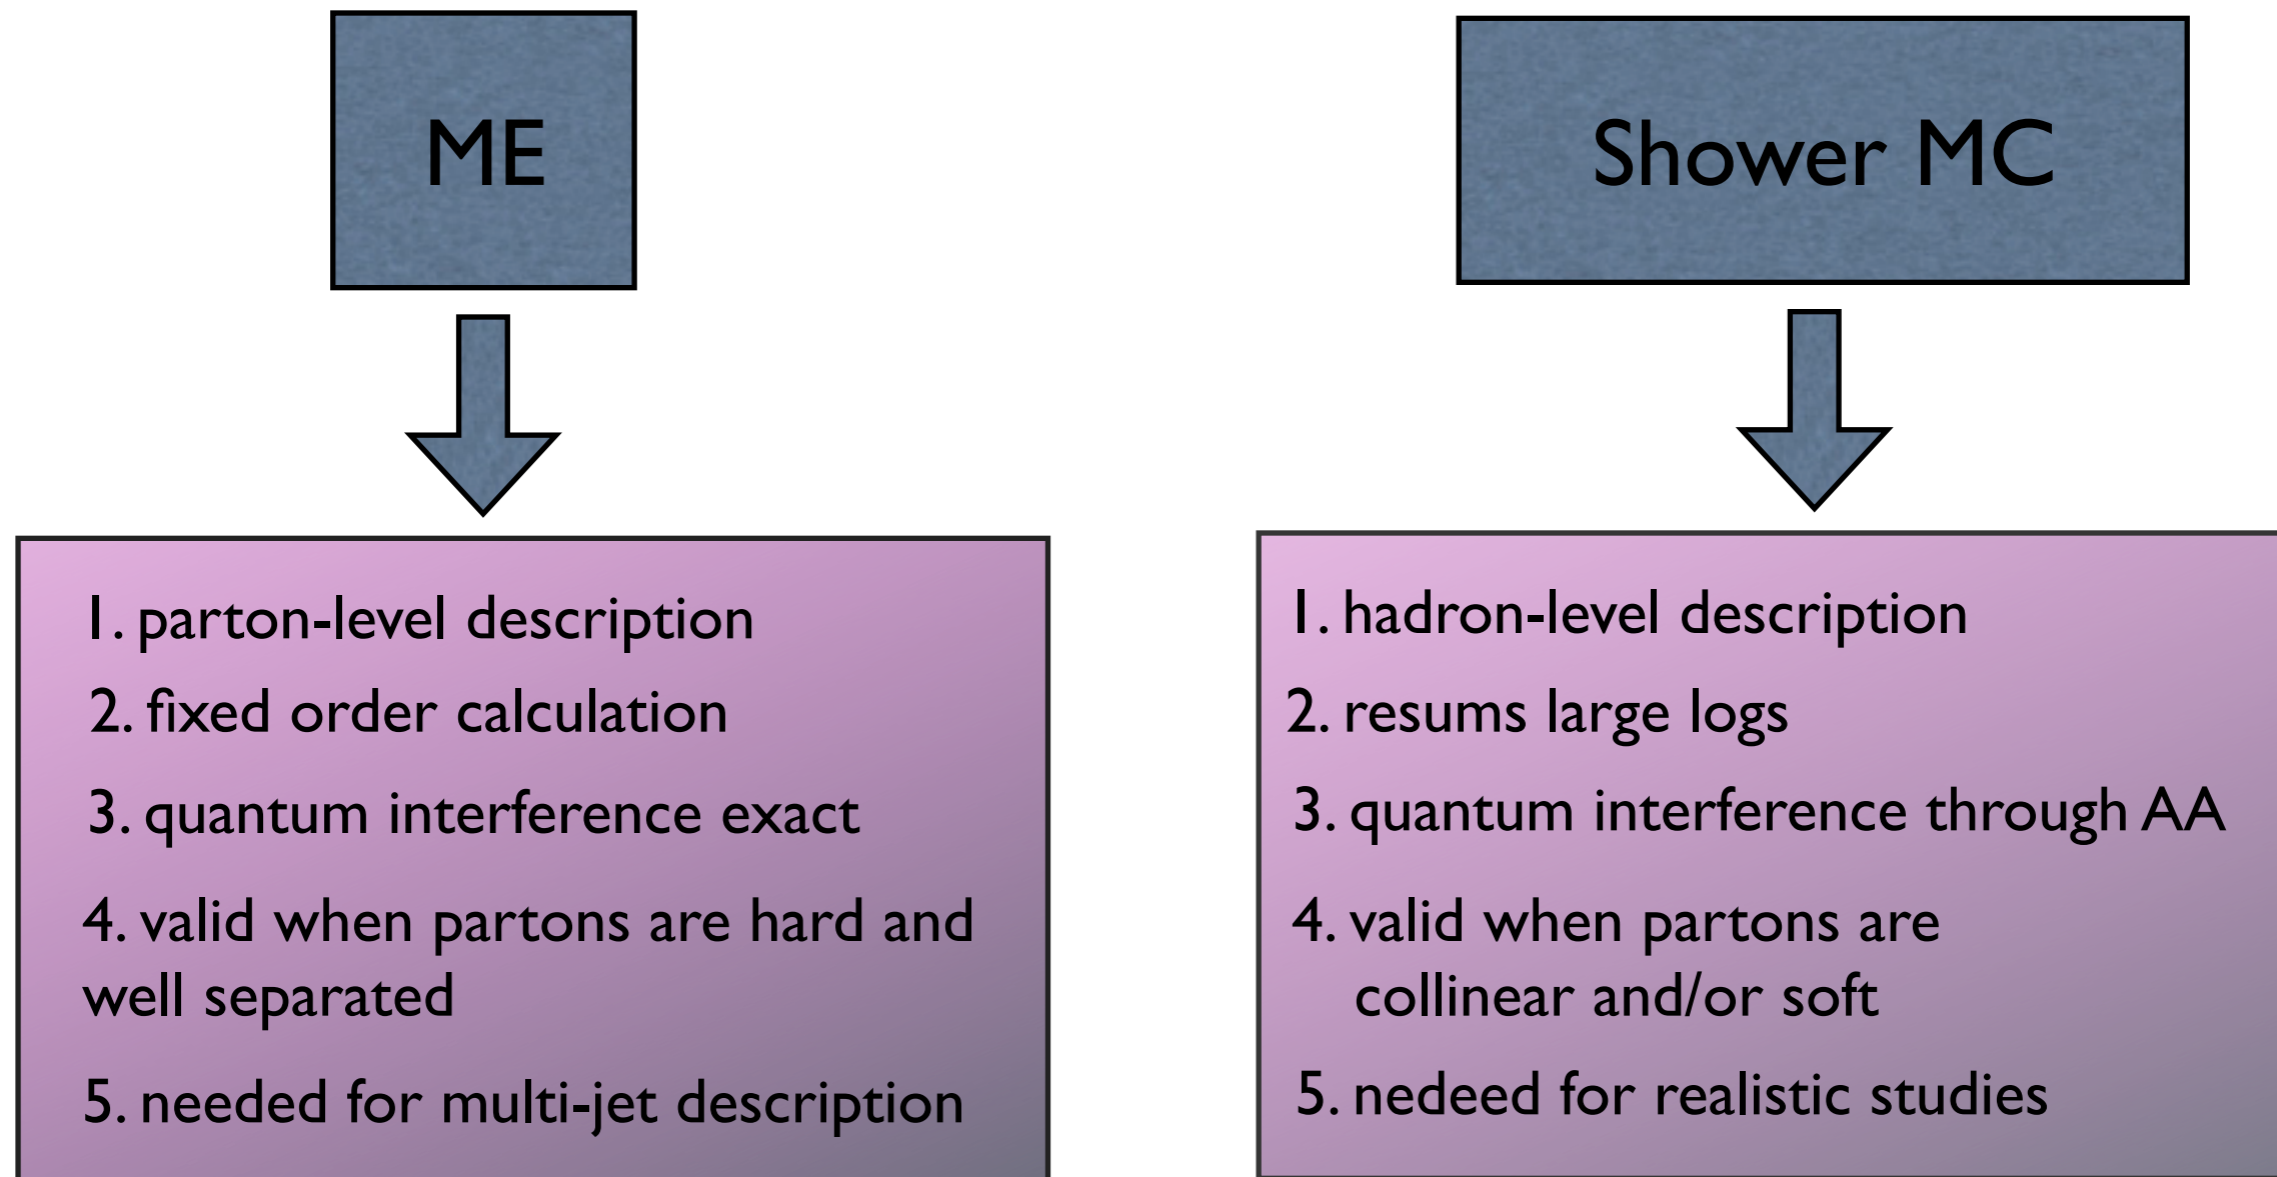 ME
1. parton-level description
2. fixed order calculation
3. quantum interference exact
4. valid when partons are hard and
well separated
5. needed for multi-jet description
Shower MC
1. hadron-level description
2. resums large logs
3. quantum interference through AA
4. valid when partons are
collinear and/or soft
5. nedeed for realistic studies